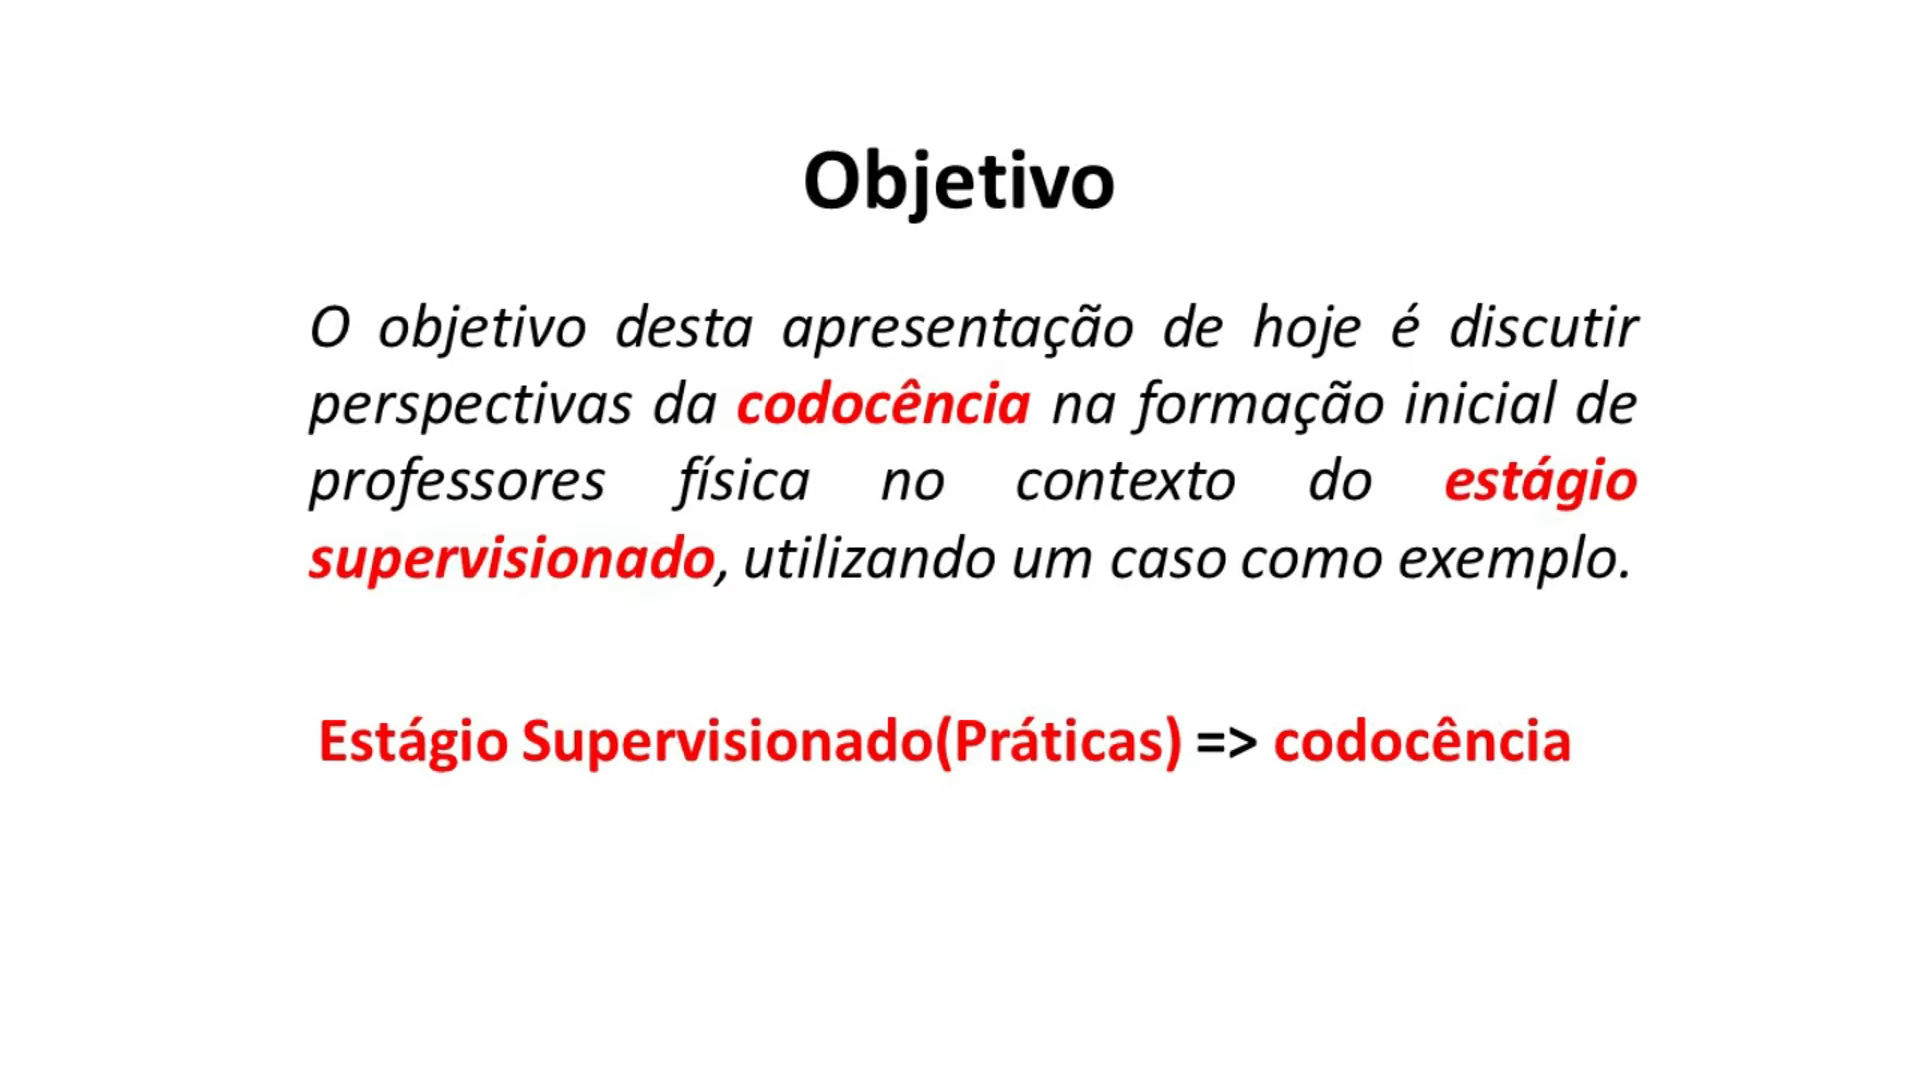 Objetivo
O objetivo desta apresentação de hoje é discutir
perspectivas da codocência na formação inicial de
professores física no contexto do estágio
supervisionado, utilizando um caso como exemplo.
Estágio Supervisionado(Práticas) => codocência